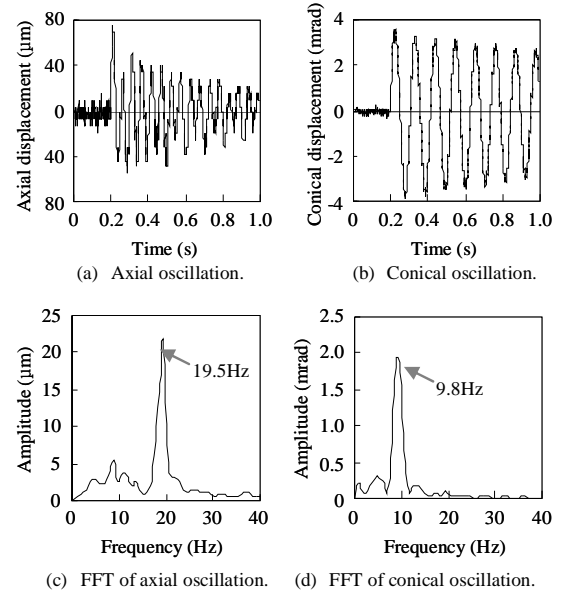 Axial displacement (µm)
80
40
0
40
80
0 0.2 0.4 0.6 0.8 1.0
Time (s)
(a) Axial oscillation.
Conical displacement (mrad)
4
2
0
-2
-4
0 0.2 0.4 0.6 0.8 1.0
Time (s)
(b) Conical oscillation.
Amplitude (µm)
25
20
15
10
5
0
19.5Hz
0 10 20 30 40
Frequency (Hz)
(c) FFT of axial oscillation.
Amplitude (mrad)
2.5
2.0
1.5
1.0
0.5
0
9.8Hz
0 10 20 30 40
Frequency (Hz)
(d) FFT of conical oscillation.